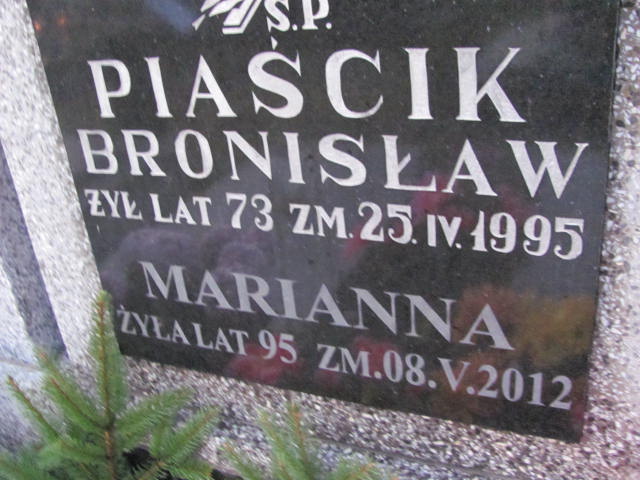 Ś.P.
PIAŚCIK
BRONISŁAW
ŻYŁ LAT 73 ZM.25.IV.1995
MARIANNA
ŻYŁA LAT 95 ZM.08.V.2012